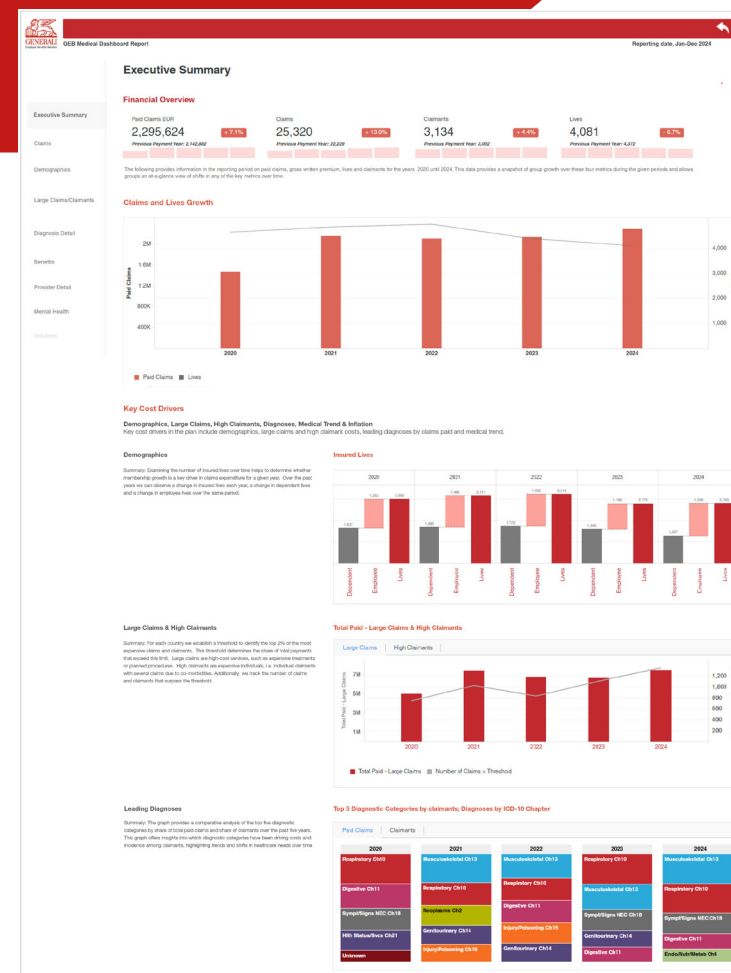 GENERALI
GEB Medical Dashboard Report
Reporting date, Jan-Dec 2024
Executive Summary
Executive Summary
Claims
Demographics
Large Claims/Claimants
Diagnosis Detail
Benefits
Provider Detail
Mental Health
Financial Overview
Paid Claims EUR
2,295,624
+ 7.1%
Previous Payment Year: 2,142,882
Claims
25,320
+ 13.9%
Previous Payment Year: 22,229
Claimants
3,134
+ 4.4%
Previous Payment Year: 3,002
Lives
4,081
- 6.7%
Previous Payment Year: 4,372
The following provides information in the reporting period on paid claims, gross written premium, lives and claimants for the years 2020 until 2024. This data provides a snapshot of group growth over these four metrics during the given periods and allows
groups an at-a-glance view of shifts in any of the key metrics over time.
Claims and Lives Growth
Paid Claims
2M
1.6M
1.2M
800K
400K
4,000
3,000
2,000
1,000
2020 2021 2022 2023 2024
Paid Claims Lives
Key Cost Drivers
Demographics, Large Claims, High Claimants, Diagnoses, Medical Trend & Inflation
Key cost drivers in the plan include demographics, large claims and high claimant costs, leading diagnoses by claims paid and medical trend.
Demographics
Summary: Examining the number of insured lives over time helps to determine whether
membership growth is a key driver in claims expenditure for a given year. Over the past
years we can observe a change in insured lives each year, a change in dependent lives
and a change in employee lives over the same period.
Insured Lives
2020 2021 2022 2023 2024
Dependent Employee Lives Dependent Employee Lives Dependent Employee Lives Dependent Employee Lives Dependent Employee Lives
Large Claims & High Claimants
Summary: For each country we establish a threshold to identify the top 2% of the most
expensive claims and claimants. This threshold determines the share of total payments
that exceed this limit. Large claims are high-cost services, such as expensive treatments
or planned procedures. High claimants are expensive individuals, i.e. individual claimants
with several claims due to co-morbidities. Additionally, we track the number of claims
and claimants that surpass the threshold.
Total Paid - Large Claims & High Claimants
Large Claims High Claimants
Total Paid - Large Claims
7M
5M
3M
1M
1,200
1,000
800
600
400
200
2020 2021 2022 2023 2024
Total Paid - Large Claims Number of Claims > Threshold
Leading Diagnoses
Summary: The graph provides a comparative analysis of the top five diagnostic
categories by share of total paid claims and share of claimants over the past five years.
This graph offers insights into which diagnostic categories have been driving costs and
incidence among claimants, highlighting trends and shifts in healthcare needs over time
Top 5 Diagnostic Categories by claimants; Diagnoses by ICD-10 Chapter
Paid Claims Claimants
2020
Respiratory Ch10
Digestive Ch11
Sympt/Signs NEC Ch18
Hlth Status/Svcs Ch21
Unknown
2021
Musculoskeletal Ch13
Respiratory Ch10
Neoplasms Ch2
Genitourinary Ch14
Injury/Poisoning Ch19
2022
Musculoskeletal Ch13
Respiratory Ch10
Digestive Ch11
Injury/Poisoning Ch19
Genitourinary Ch14
2023
Respiratory Ch10
Musculoskeletal Ch13
Sympt/Signs NEC Ch18
Genitourinary Ch14
Digestive Ch11
2024
Musculoskeletal Ch13
Respiratory Ch10
Sympt/Signs NEC Ch18
Digestive Ch11
Endo/Nutr/Metab Ch4